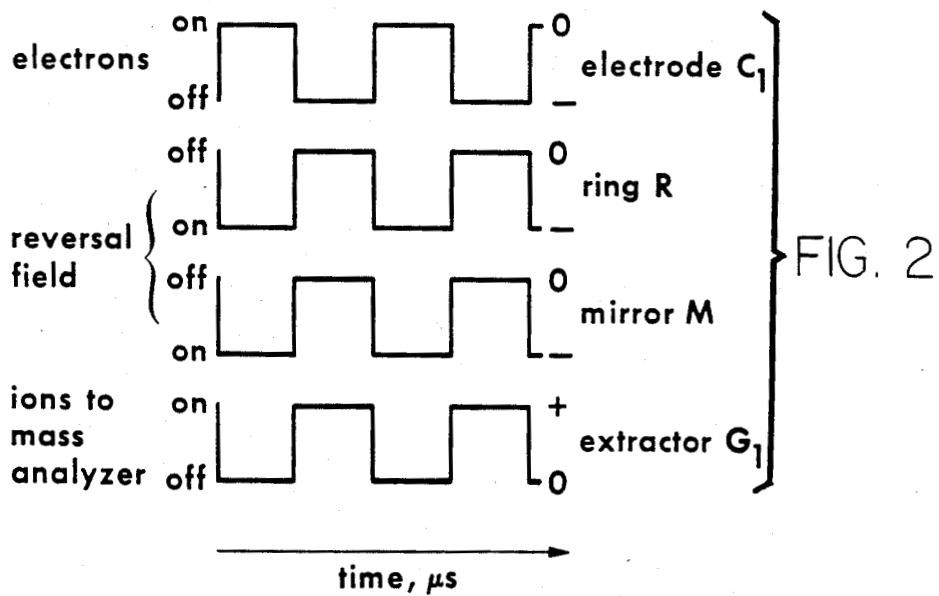 on
0
electrons
electrode C1
off
–
off
0
ring R
on
–
reversal
field
off
0
mirror M
on
–
ions to
mass
analyzer
on
+
extractor G1
off
0
time, μs
FIG. 2